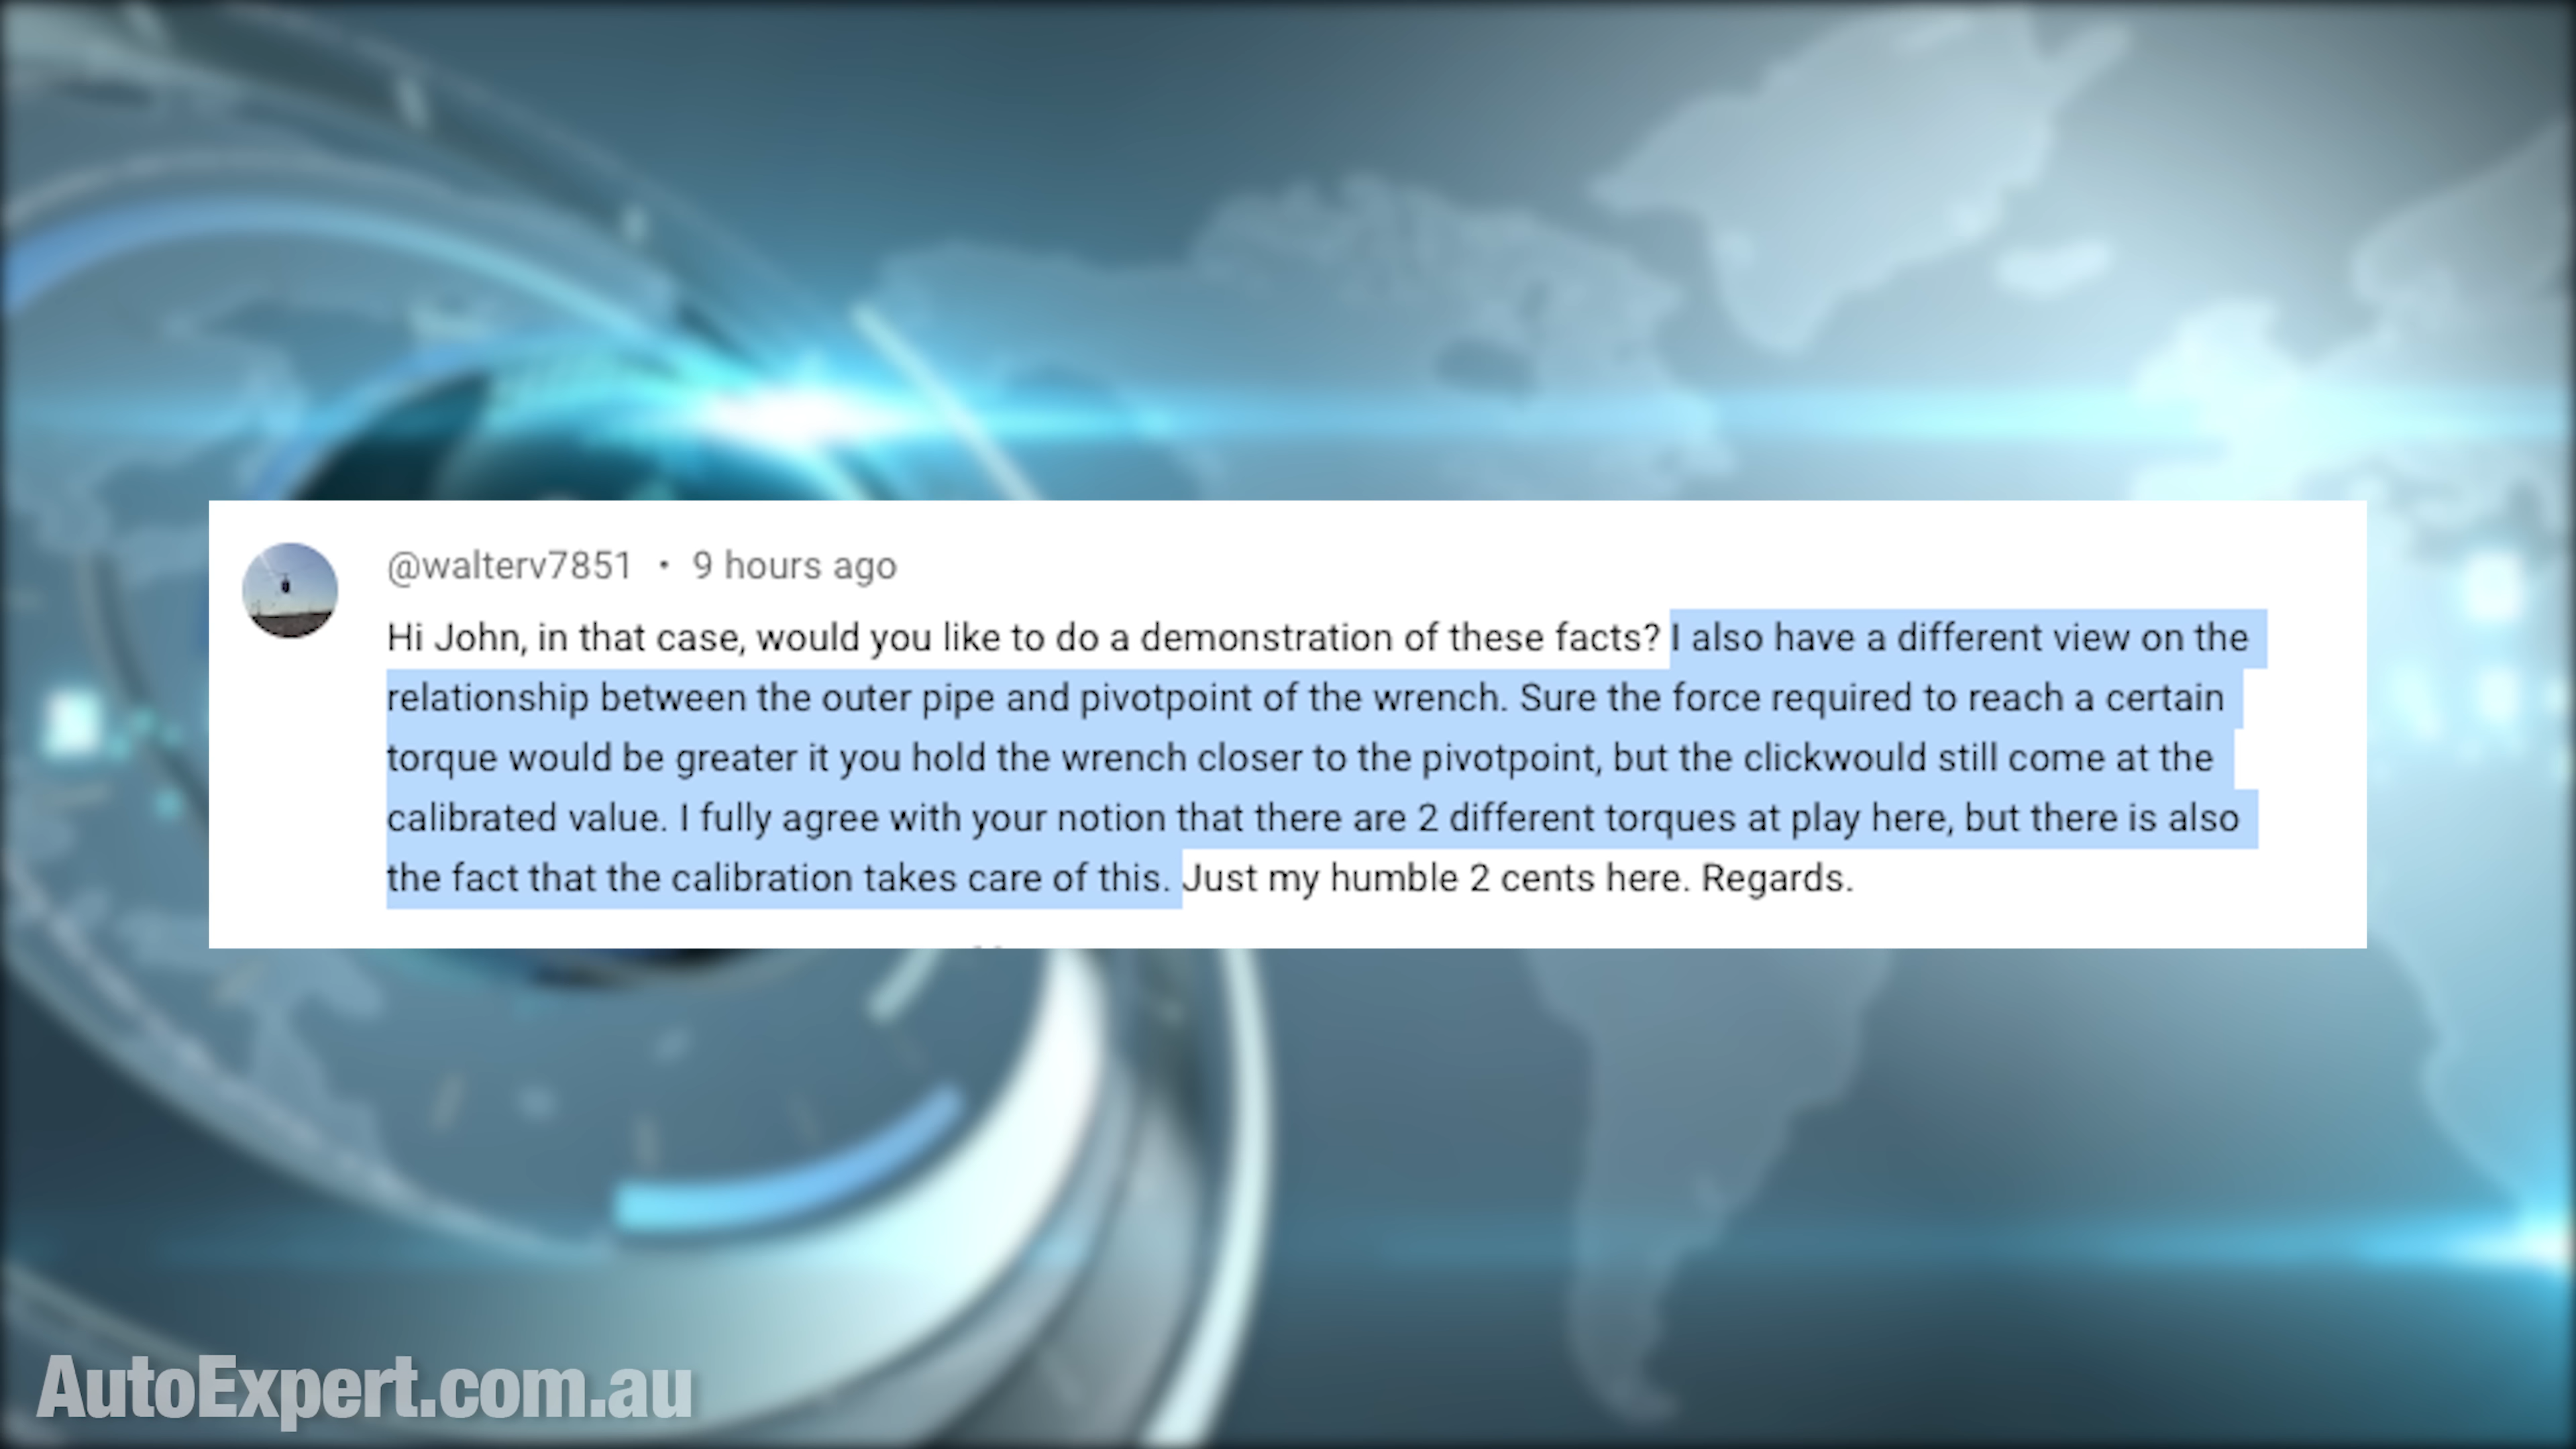 @walterv7851 • 9 hours ago
Hi John, in that case, would you like to do a demonstration of these facts? I also have a different view on the
relationship between the outer pipe and pivotpoint of the wrench. Sure the force required to reach a certain
torque would be greater it you hold the wrench closer to the pivotpoint, but the clickwould still come at the
calibrated value. I fully agree with your notion that there are 2 different torques at play here, but there is also
the fact that the calibration takes care of this. Just my humble 2 cents here. Regards.
AutoExpert.com.au